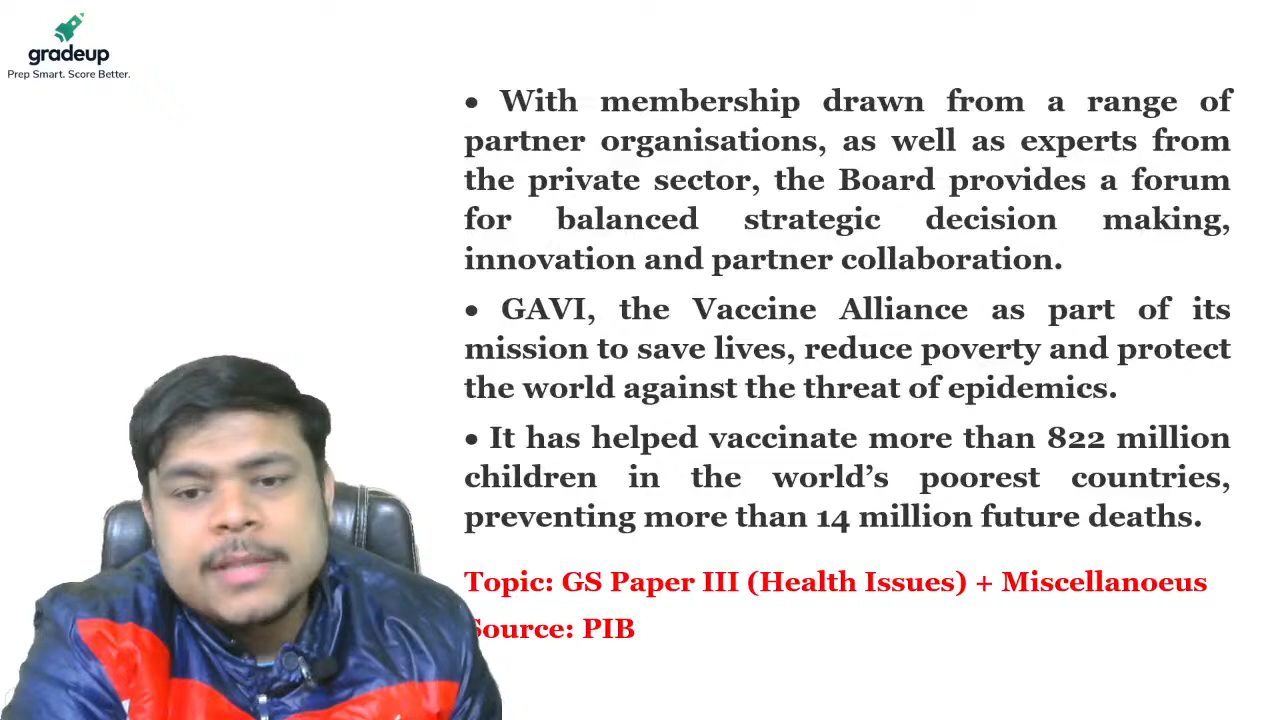 gradeup
Prep Smart. Score Better.
• With membership drawn from a range of
partner organisations, as well as experts from
the private sector, the Board provides a forum
for balanced strategic decision making,
innovation and partner collaboration.
• GAVI, the Vaccine Alliance as part of its
mission to save lives, reduce poverty and protect
the world against the threat of epidemics.
• It has helped vaccinate more than 822 million
children in the world’s poorest countries,
preventing more than 14 million future deaths.
Topic: GS Paper III (Health Issues) + Miscellanoeus
Source: PIB